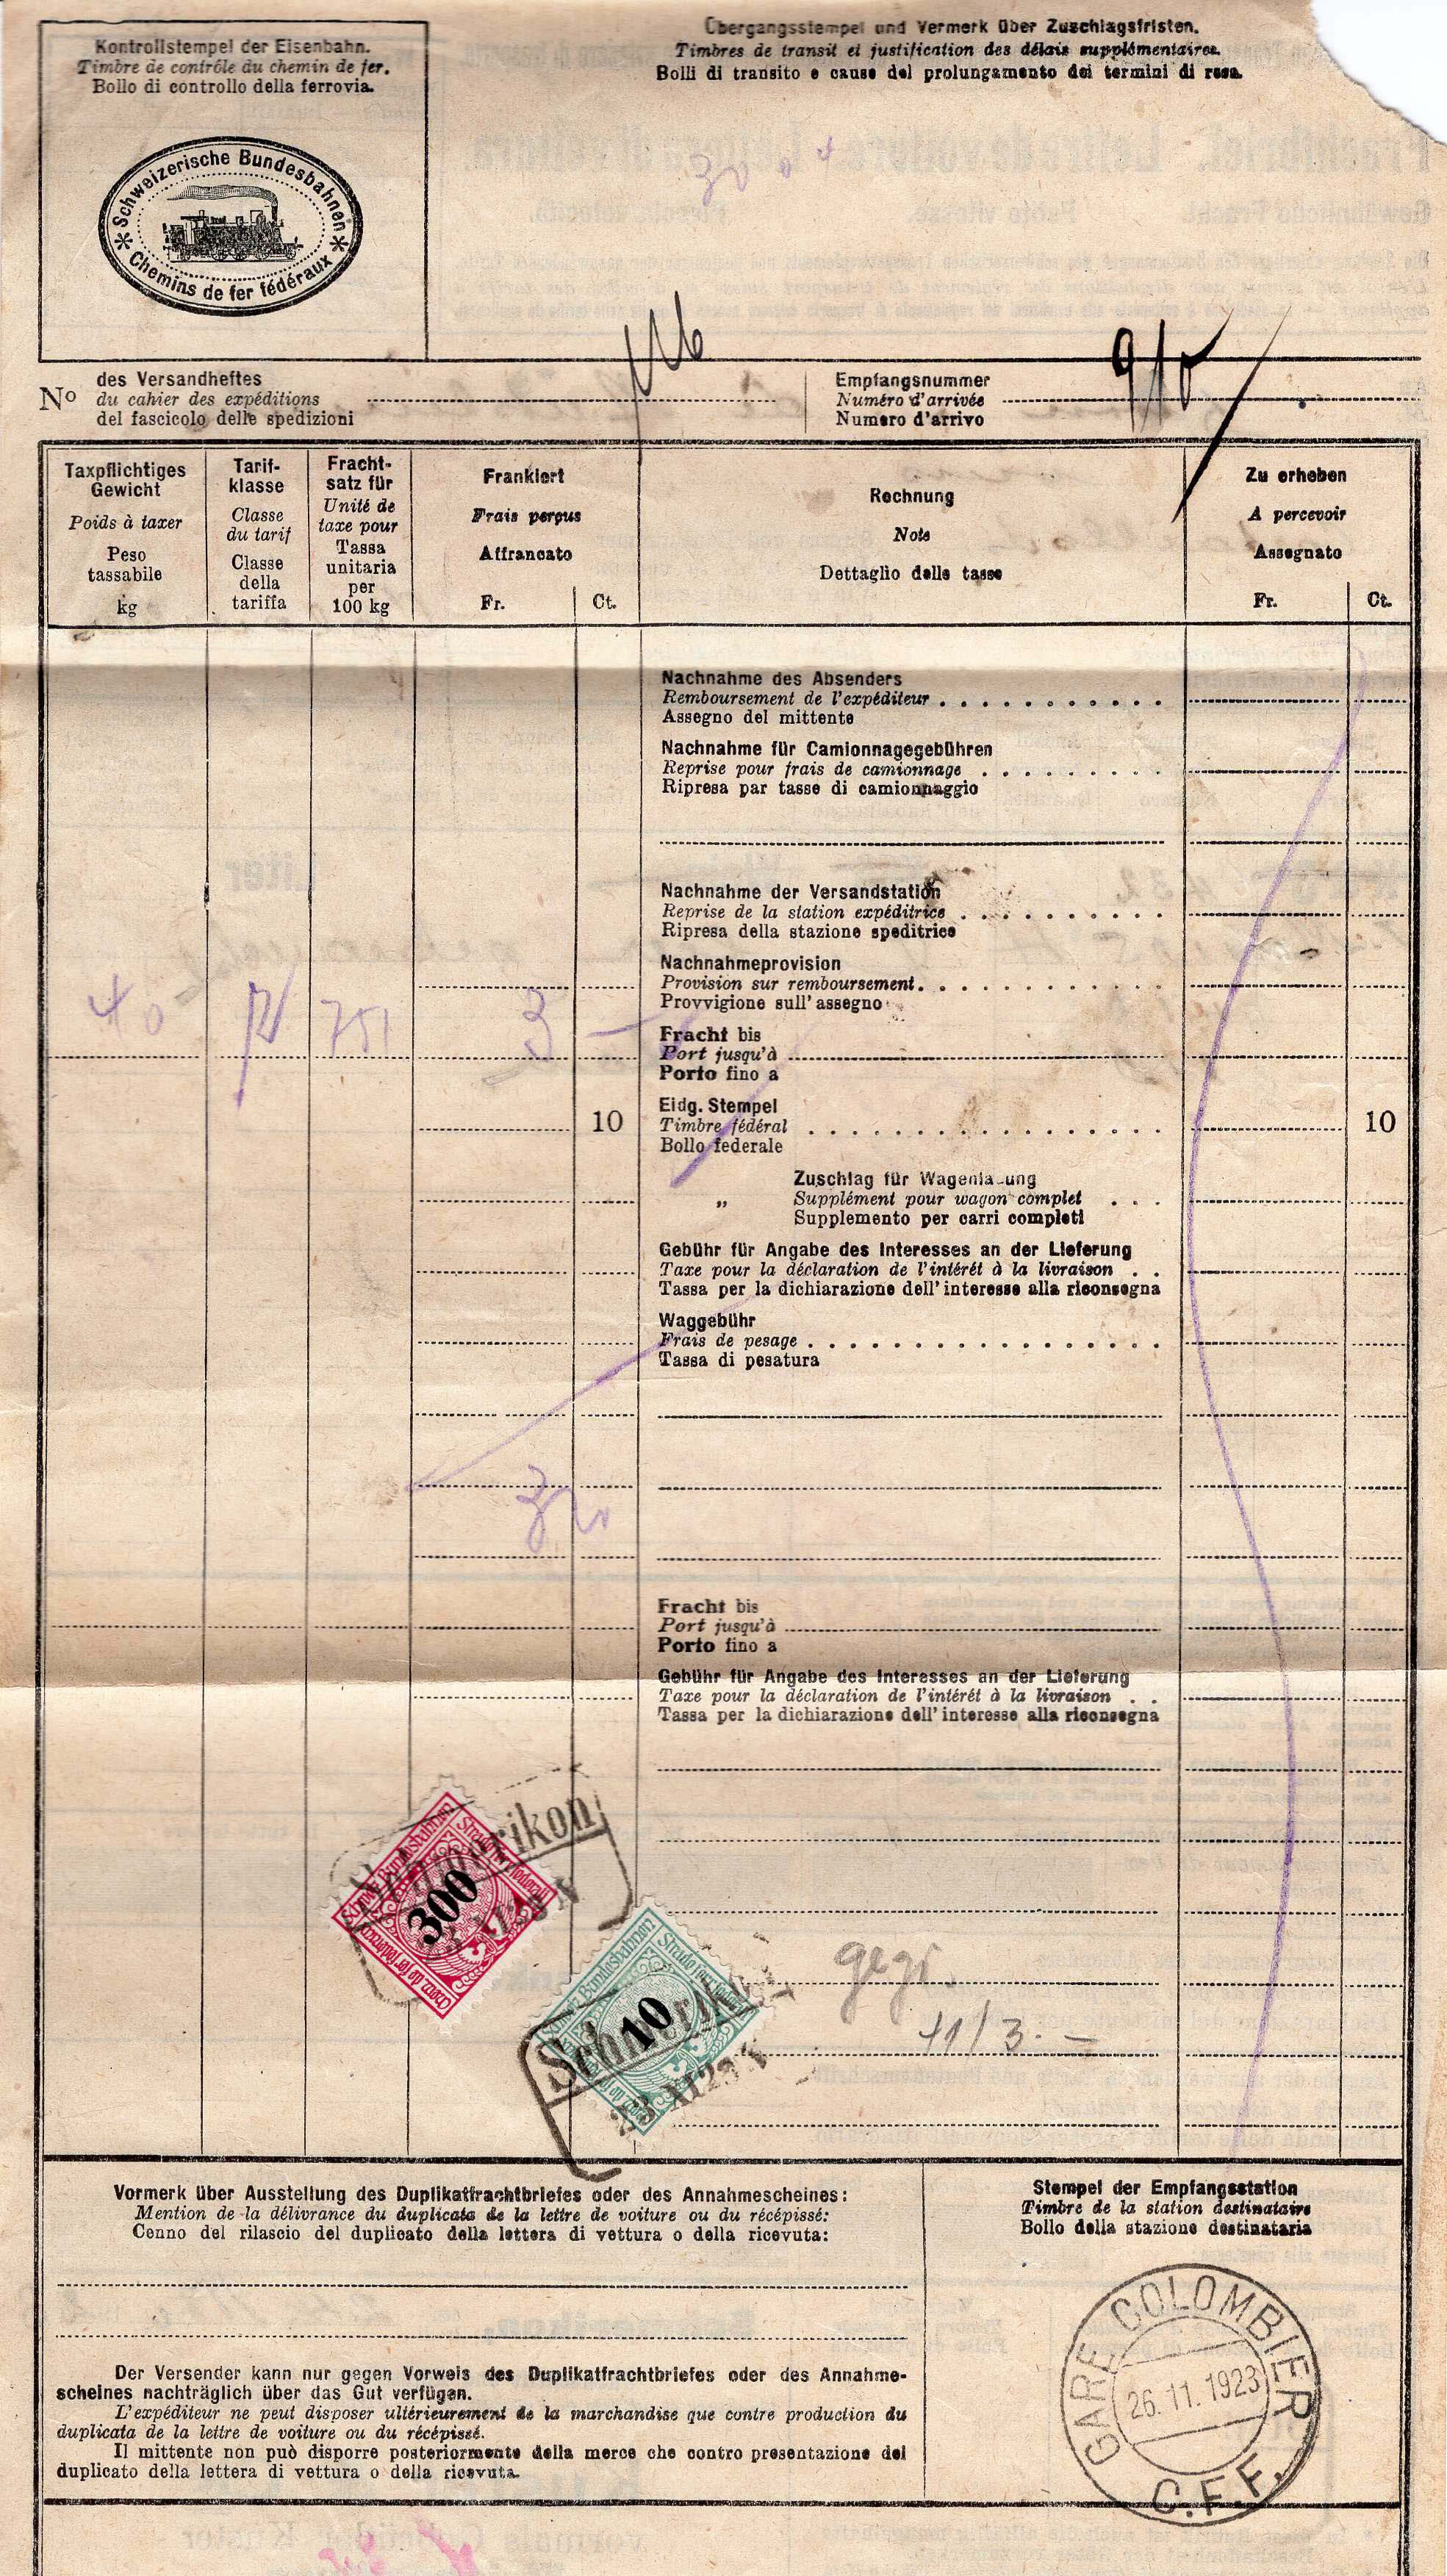 Kontrollstempel der Eisenbahn.
Timbre de contrôle du chemin de fer.
Bollo di controllo della ferrovia.
Schweizerische Bundesbahnen
Chemins de fer fédéraux
Übergangsstempel und Vermerk über Zuschlagsfristen.
Timbres de transit et justification des délais supplémentaires.
Bolli di transito e cause del prolungamento dei termini di resa.
No
des Versandheftes
du cahier des expéditions
del fascicolo delle spedizioni
Empfangsnummer
Numéro d'arrivée
Numero d'arrivo
Taxpflichtiges
Gewicht
Poids à taxer
Peso
tassabile
kg
Tarif-
klasse
Classe
du tarif
Classe
della
tariffa
Fracht-
satz für
Unité de
taxe pour
Tassa
unitaria
per
100 kg
Frankiert
Frais perçus
Affrancato
Fr. Ct.
Rechnung
Note
Dettaglio delle tasse
Zu erheben
A percevoir
Assegnato
Fr. Ct.
Nachnahme des Absenders
Remboursement de l'expéditeur
Assegno del mittente
Nachnahme für Camionnagegebühren
Reprise pour frais de camionnage
Ripresa par tasse di camionnaggio
Nachnahme der Versandstation
Reprise de la station expéditrice
Ripresa della stazione speditrice
Nachnahmeprovision
Provision sur remboursement
Provvigione sull' assegno
40 751 3 —
Fracht bis
Port jusqu'à
Porto fino a
10
Eidg. Stempel
Timbre fédéral
Bollo federale
10
Zuschlag für Wagenladung
„ Supplément pour wagon complet
Supplemento per carri completi
Gebühr für Angabe des Interesses an der Lieferung
Taxe pour la déclaration de l'intérêt à la livraison
Tassa per la dichiarazione dell' interesse alla riconsegna
Waggebühr
Frais de pesage
Tassa di pesatura
Fracht bis
Port jusqu'à
Porto fino a
Gebühr für Angabe des Interesses an der Lieferung
Taxe pour la déclaration de l'intérêt à la livraison
Tassa per la dichiarazione dell' interesse alla riconsegna
300
10
Schmerikon
23 XI 23
11/3. —
Vormerk über Ausstellung des Duplikatfrachtbriefes oder des Annahmescheines:
Mention de la délivrance du duplicata de la lettre de voiture ou du récépissé:
Cenno del rilascio del duplicato della lettera di vettura o della ricevuta:
Der Versender kann nur gegen Vorweis des Duplikatfrachtbriefes oder des Annahme-
scheines nachträglich über das Gut verfügen.
L'expéditeur ne peut disposer ultérieurement de la marchandise que contre production du
duplicata de la lettre de voiture ou du récépissé.
Il mittente non può disporre posteriormente della merce che contro presentazione del
duplicato della lettera di vettura o della ricevuta.
Stempel der Empfangsstation
Timbre de la station destinataire
Bollo della stazione destinataria
GARE COLOMBIER
26.11.1923
C.F.F.